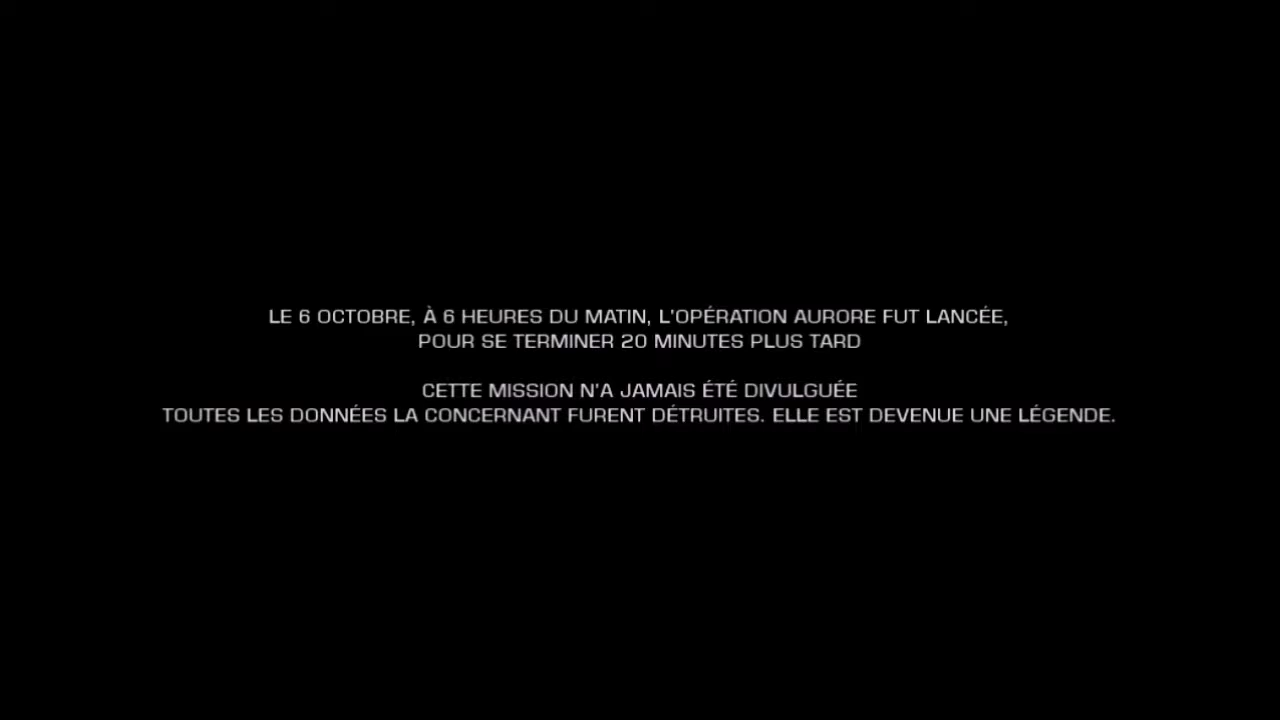 LE 6 OCTOBRE, À 6 HEURES DU MATIN, L'OPÉRATION AURORE FUT LANCÉE,
POUR SE TERMINER 20 MINUTES PLUS TARD
CETTE MISSION N'A JAMAIS ÉTÉ DIVULGUÉE
TOUTES LES DONNÉES LA CONCERNANT FURENT DÉTRUITES. ELLE EST DEVENUE UNE LÉGENDE.